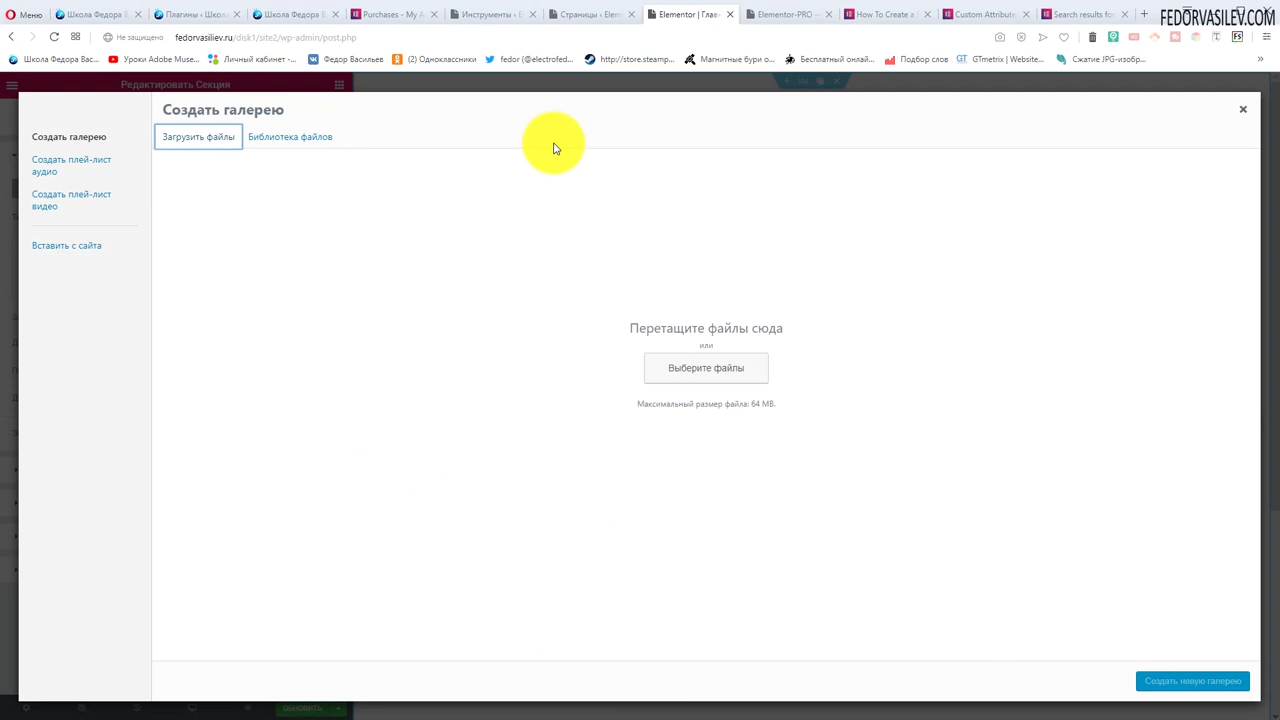 Меню
Школа Федора В
Плагины ‹ Школа
Школа Федора В
Purchases - My A
Инструменты ‹ E
Страницы ‹ Elem
Elementor | Глав
Elementor-PRO –
How To Create a
Custom Attribute
Search results fo
FEDORVASILEV.COM
Не защищено
fedorvasiliev.ru/disk1/site2/wp-admin/post.php
Школа Федора Вас...
Уроки Adobe Muse...
Личный кабинет -...
Федор Васильев
(2) Одноклассники
fedor (@electrofed...
http://store.steamp...
Магнитные бури о...
Бесплатный онлай...
Подбор слов
GTmetrix | Website...
Сжатие JPG-изобр...
Редактировать Секция
Создать галерею
Создать галерею
Загрузить файлы
Библиотека файлов
Создать плей-лист
аудио
Создать плей-лист
видео
Вставить с сайта
Перетащите файлы сюда
или
Выберите файлы
Максимальный размер файла: 64 MB.
Создать новую галерею
ОБНОВИТЬ